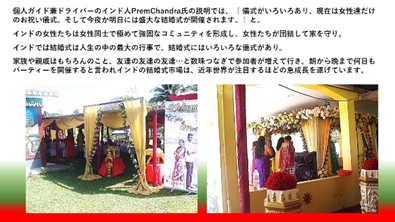 個人ガイド兼ドライバーのインド人PremChandra氏の説明では、『儀式がいろいろあり、現在は女性達だけ
のお祝い儀式。そして今夜か明日には盛大な結婚式が開催されます。』と。
インドの女性たちは女性同士で極めて強固なコミュニティを形成し、女性たちが団結して家を守り。
インドでは結婚式は人生の中の最大の行事で、結婚式にはいろいろな儀式があり。
家族や親戚はもちろんのこと、友達の友達の友達…と数珠つなぎで参加者が増えて行き。朝から晩まで何日も
パーティーを開催すると言われインドの結婚式市場は、近年世界が注目するほどの急成長を遂げています。